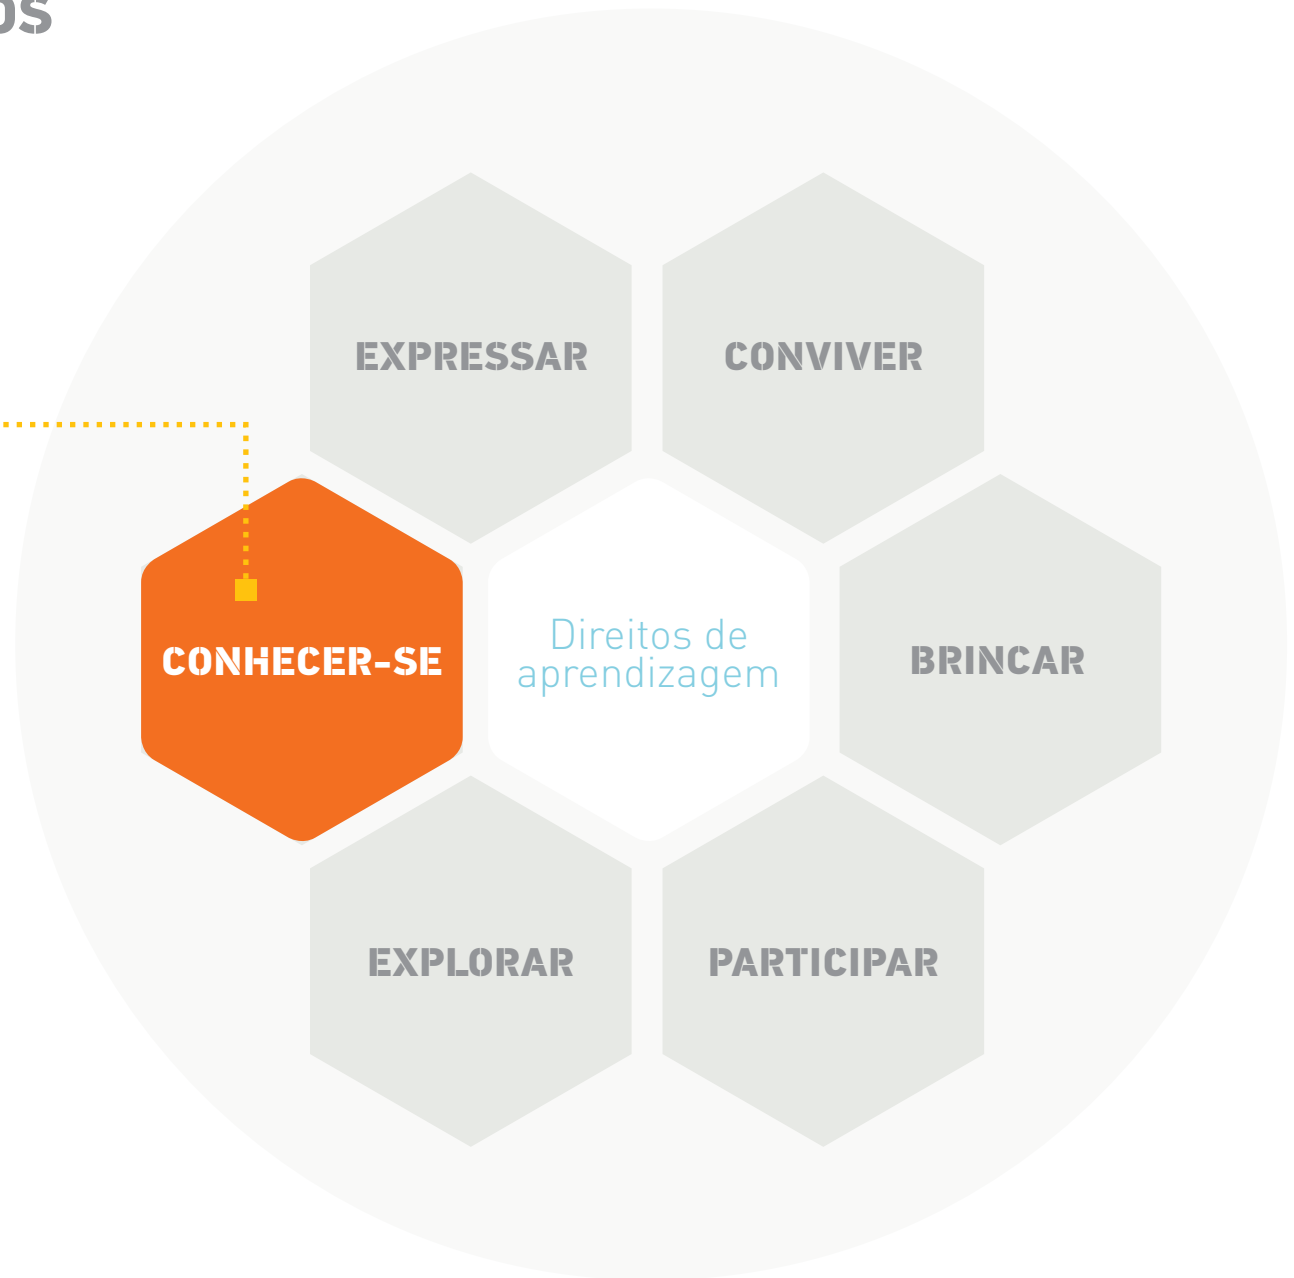 OS
EXPRESSAR
CONVIVER
CONHECER-SE
Direitos de
aprendizagem
BRINCAR
EXPLORAR
PARTICIPAR